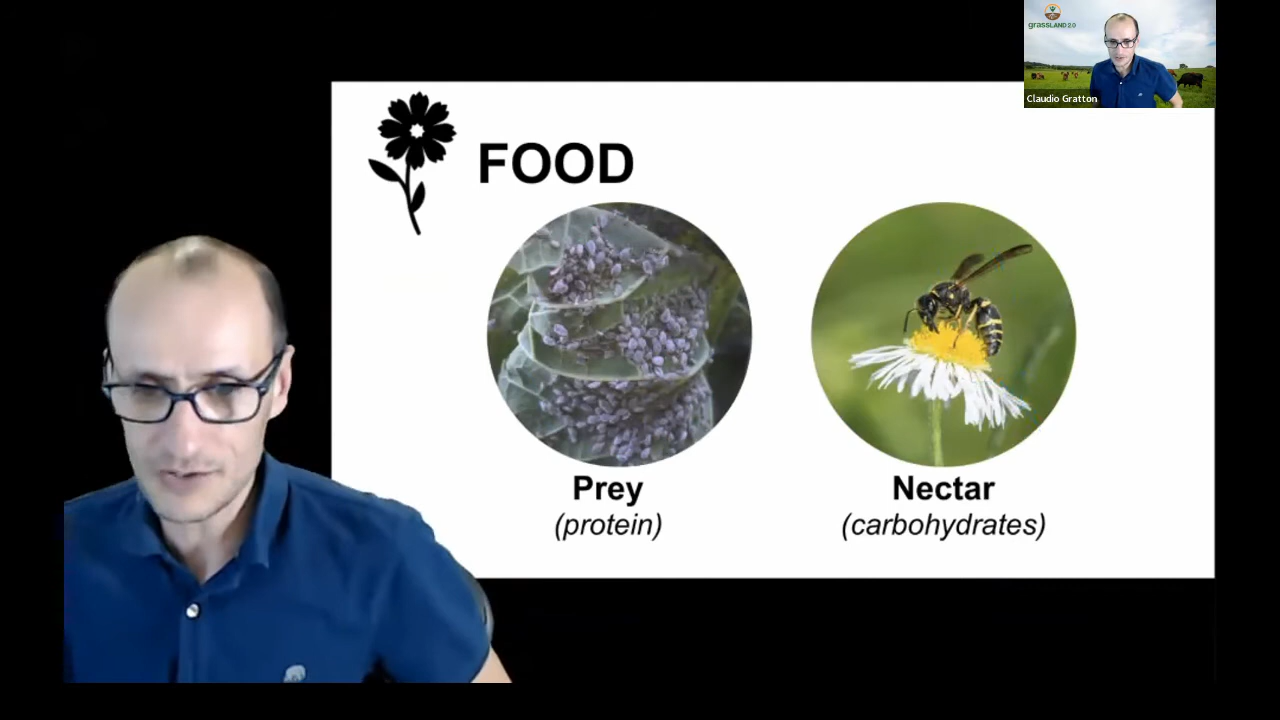 grassLAND 2.0
Claudio Gratton
FOOD
Prey
(protein)
Nectar
(carbohydrates)